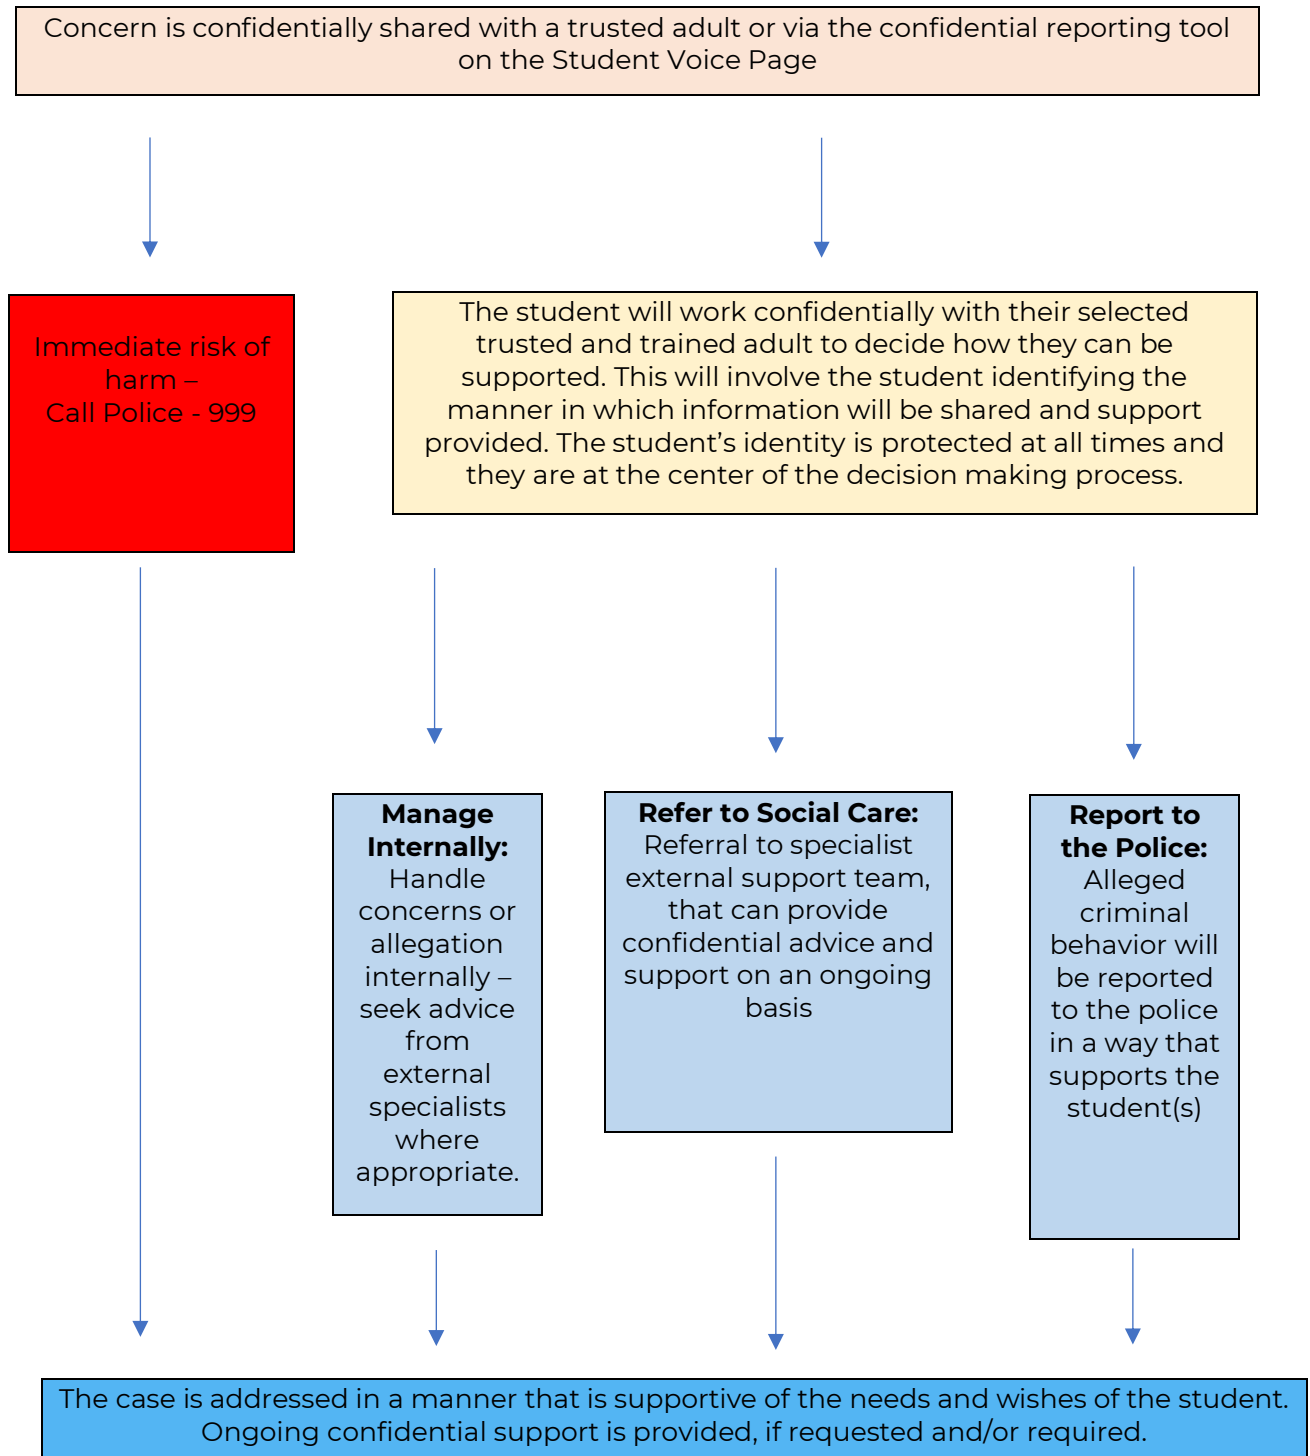 Concern is confidentially shared with a trusted adult or via the confidential reporting tool
on the Student Voice Page
Immediate risk of
harm –
Call Police - 999
The student will work confidentially with their selected
trusted and trained adult to decide how they can be
supported. This will involve the student identifying the
manner in which information will be shared and support
provided. The student’s identity is protected at all times and
they are at the center of the decision making process.
Manage
Internally:
Handle
concerns or
allegation
internally –
seek advice
from
external
specialists
where
appropriate.
Refer to Social Care:
Referral to specialist
external support team,
that can provide
confidential advice and
support on an ongoing
basis
Report to
the Police:
Alleged
criminal
behavior will
be reported
to the police
in a way that
supports the
student(s)
The case is addressed in a manner that is supportive of the needs and wishes of the student.
Ongoing confidential support is provided, if requested and/or required.